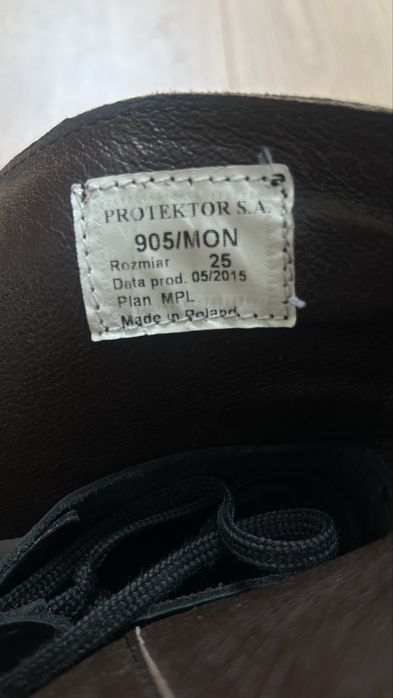 PROTEKTOR S.A.
905/MON
Rozmiar 25
Data prod. 05/2015
Plan MPL
Made in Poland